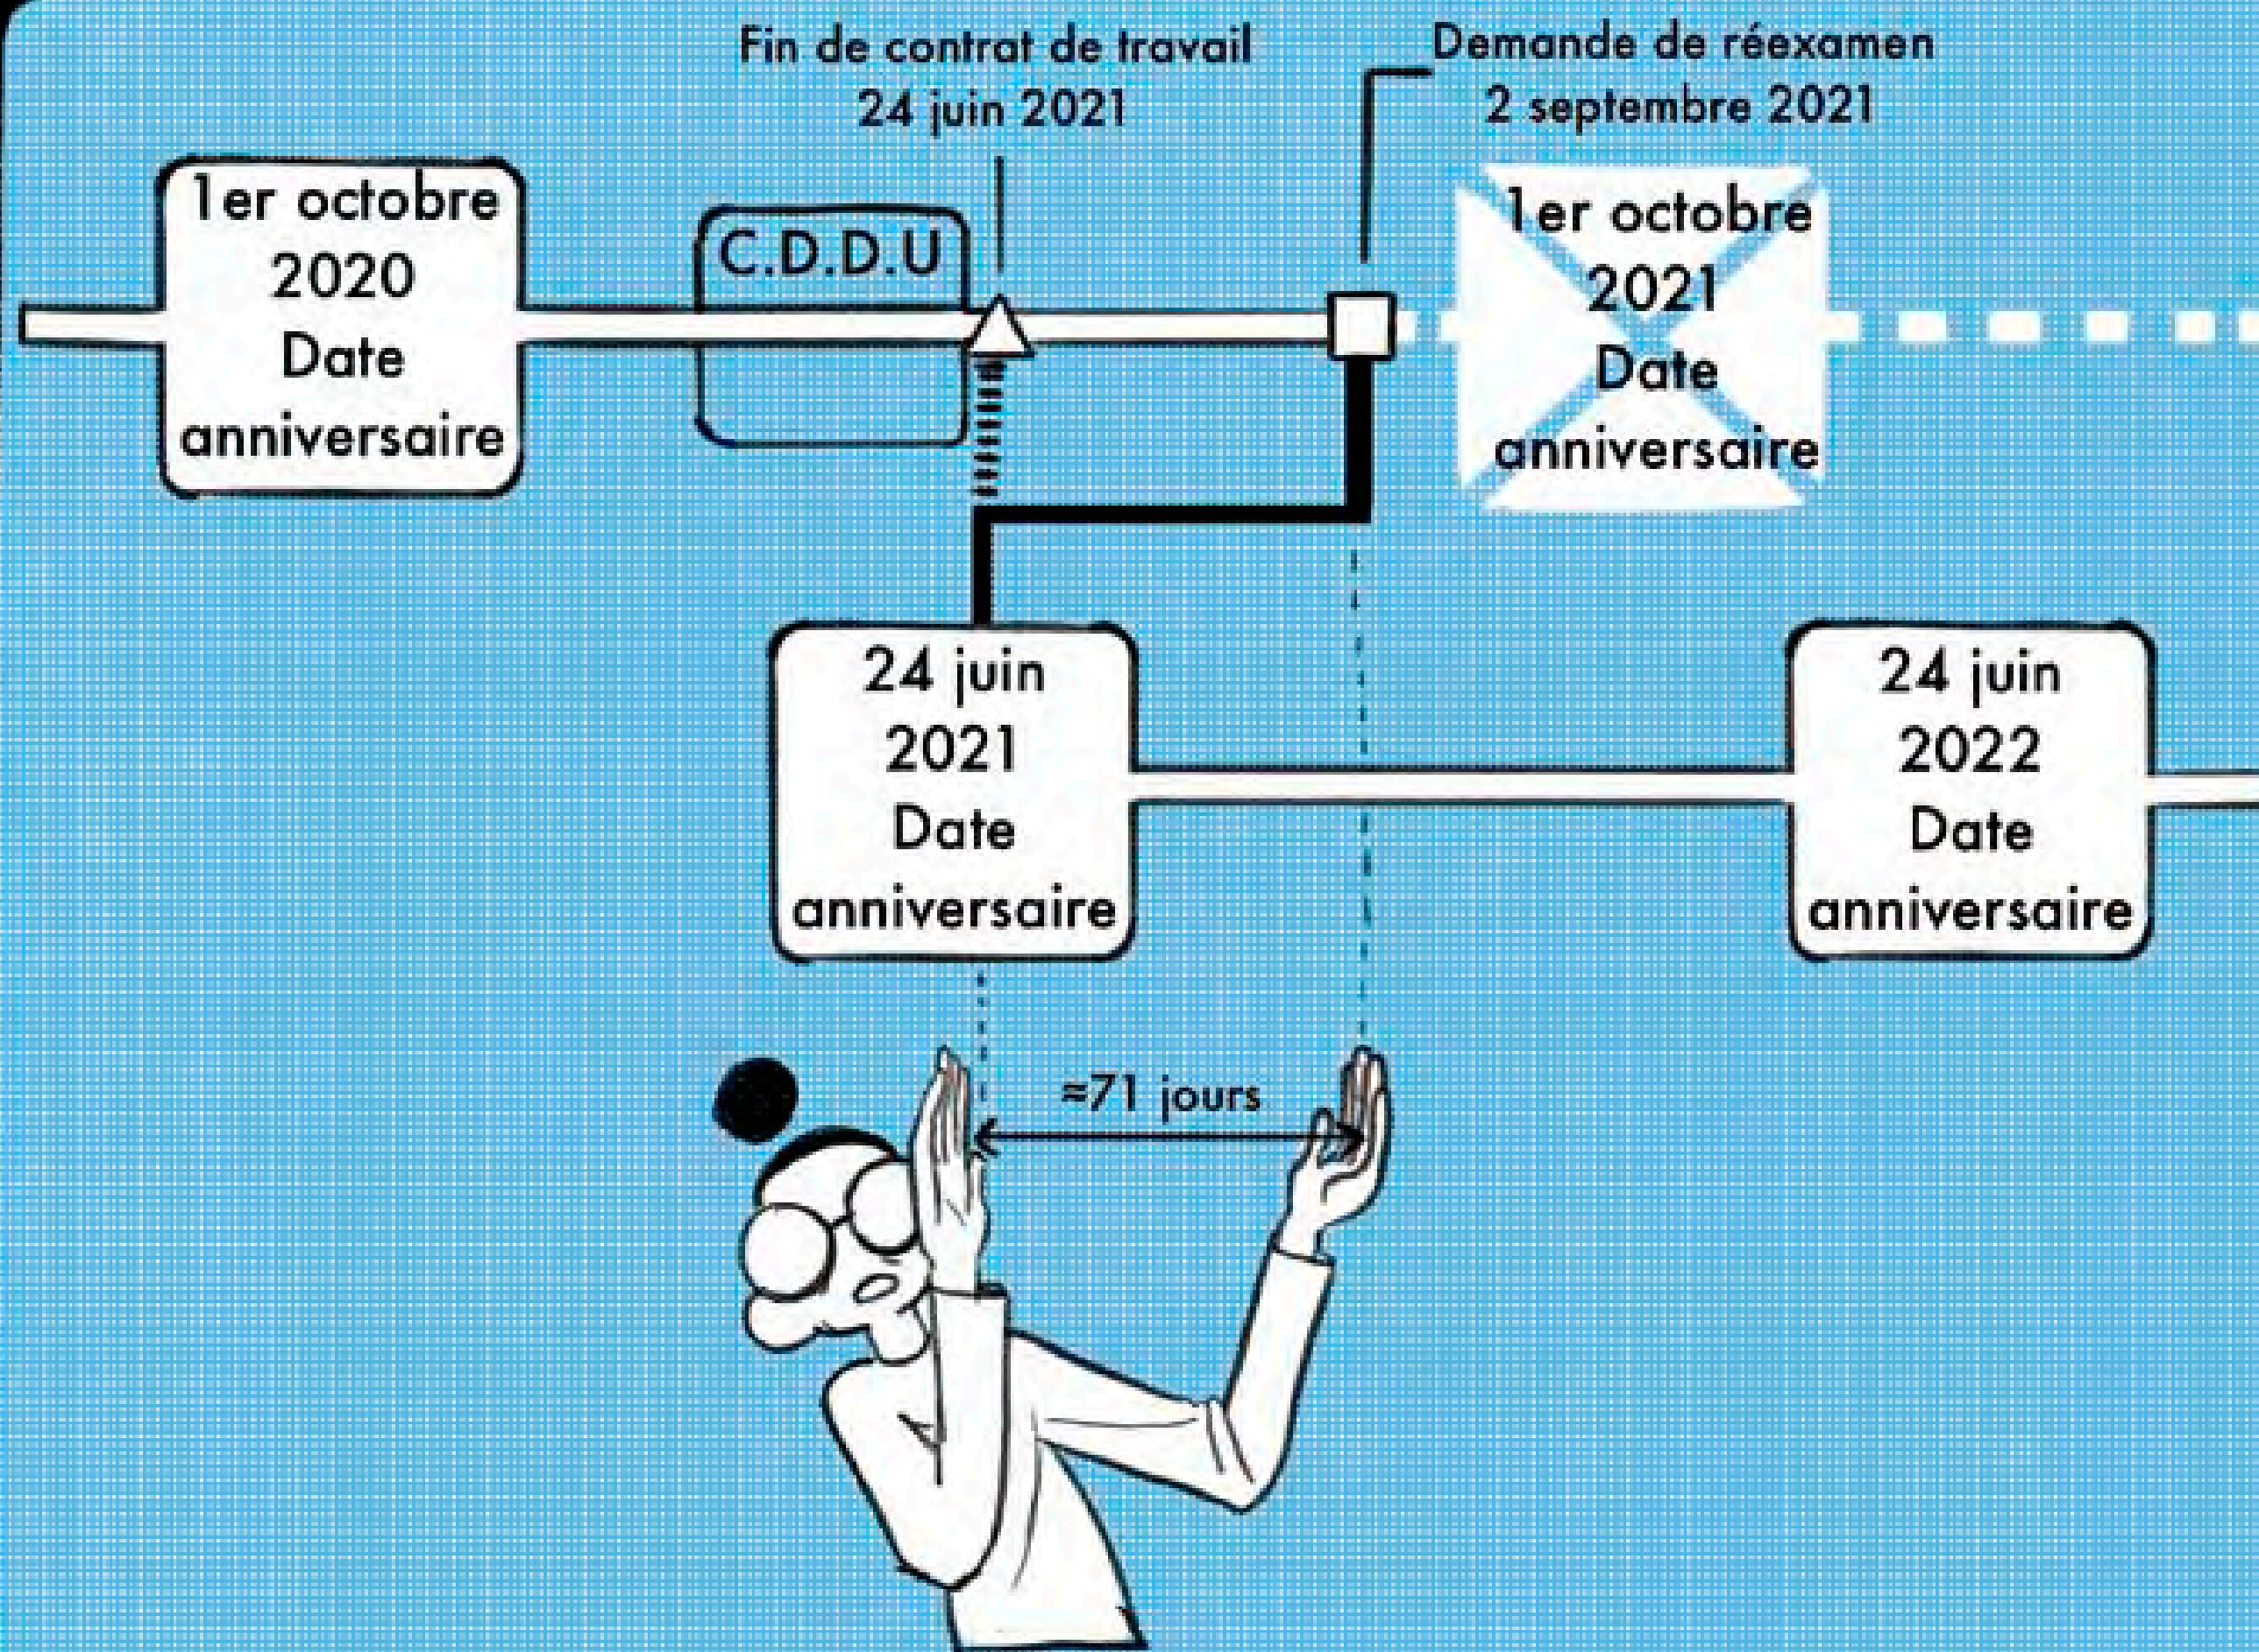 Fin de contrat de travail
24 juin 2021
Demande de réexamen
2 septembre 2021
1er octobre
2020
Date
anniversaire
C.D.D.U
1er octobre
2021
Date
anniversaire
24 juin
2021
Date
anniversaire
24 juin
2022
Date
anniversaire
≈71 jours